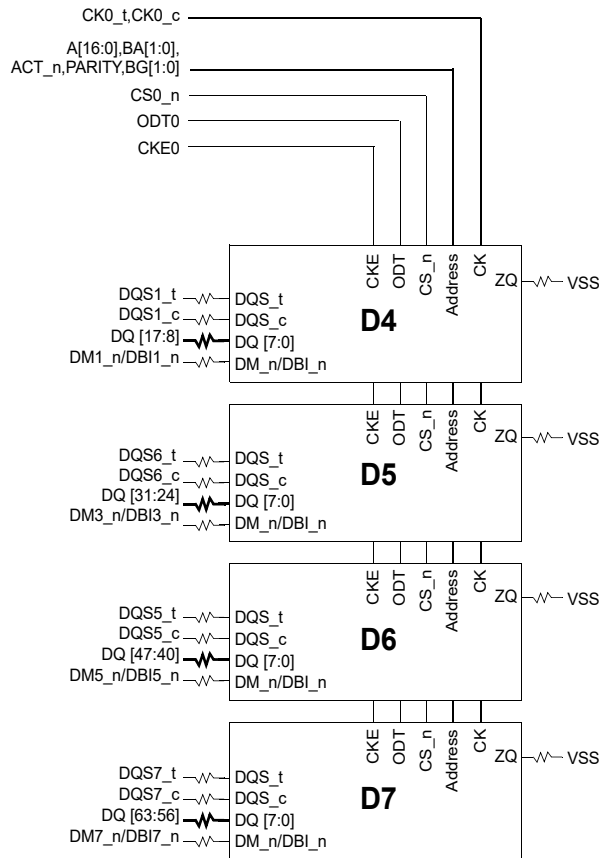 CK0_t,CK0_c
A[16:0],BA[1:0],
ACT_n,PARITY,BG[1:0]
CS0_n
ODT0
CKE0
CKE
ODT
CS_n
Address
CK
ZQ
VSS
D4
DQS1_t
DQS_t
DQS1_c
DQS_c
DQ [17:8]
DQ [7:0]
DM1_n/DBI1_n
DM_n/DBI_n
CKE
ODT
CS_n
Address
CK
ZQ
VSS
D5
DQS6_t
DQS_t
DQS6_c
DQS_c
DQ [31:24]
DQ [7:0]
DM3_n/DBI3_n
DM_n/DBI_n
CKE
ODT
CS_n
Address
CK
ZQ
VSS
D6
DQS5_t
DQS_t
DQS5_c
DQS_c
DQ [47:40]
DQ [7:0]
DM5_n/DBI5_n
DM_n/DBI_n
CKE
ODT
CS_n
Address
CK
ZQ
VSS
D7
DQS7_t
DQS_t
DQS7_c
DQS_c
DQ [63:56]
DQ [7:0]
DM7_n/DBI7_n
DM_n/DBI_n